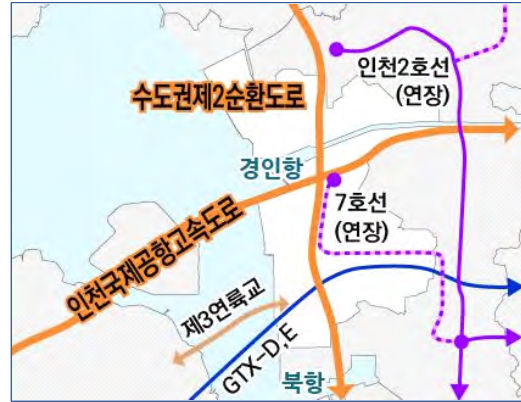 인천2호선
(연장)
수도권제2순환도로
경인항
7호선
(연장)
인천국제공항고속도로
제3연륙교
GTX-D,E
북항